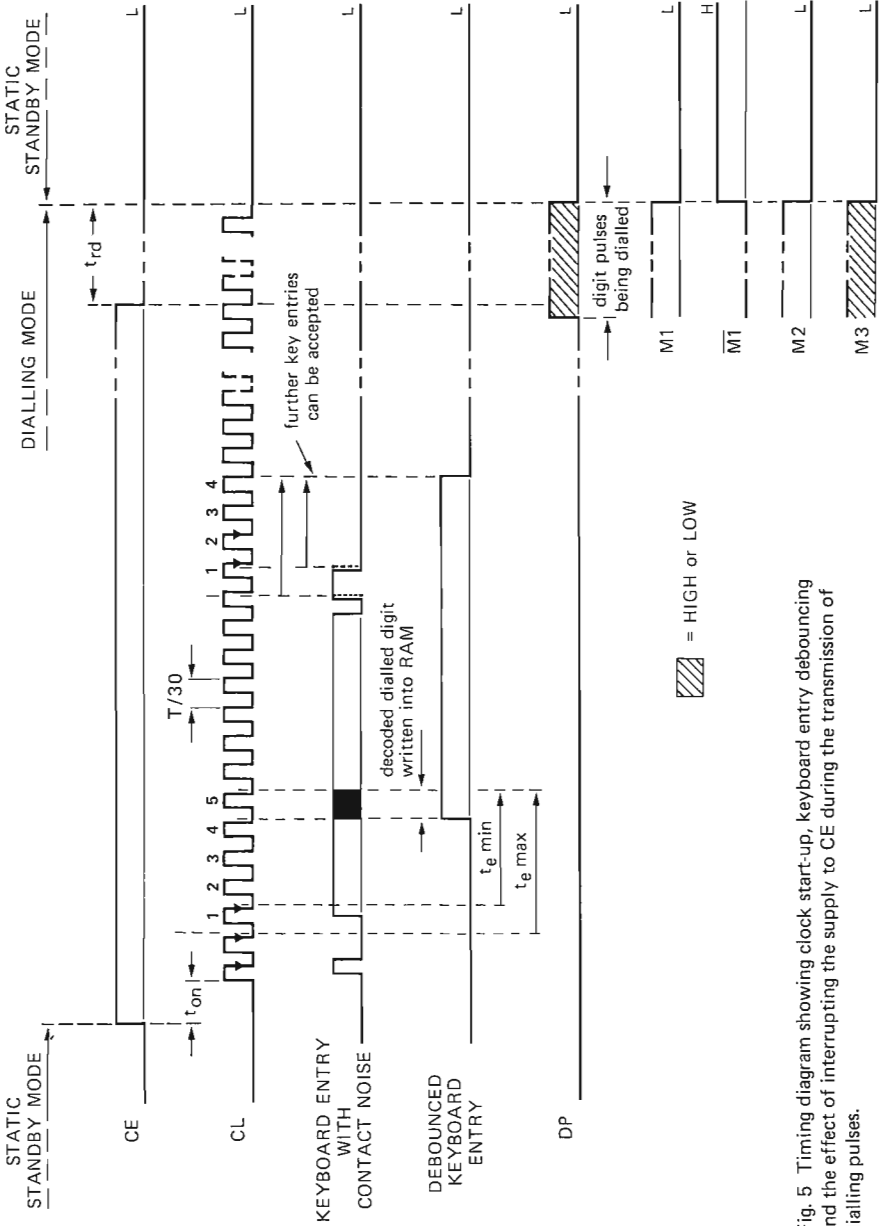 STATIC
STANDBY MODE
DIALLING MODE
STATIC
STANDBY MODE
CE
L
t_on
t_rd
CL
1 2 3 4 5
T/30
1 2 3 4
L
KEYBOARD ENTRY
WITH
CONTACT NOISE
further key entries
can be accepted
L
decoded dialled digit
written into RAM
DEBOUNCED
KEYBOARD
ENTRY
L
t_e min
t_e max
DP
L
digit pulses
being dialled
M1
L
M1
H
M2
L
M3
L
= HIGH or LOW
Fig. 5 Timing diagram showing clock start-up, keyboard entry debouncing
nd the effect of interrupting the supply to CE during the transmission of
ialling pulses.